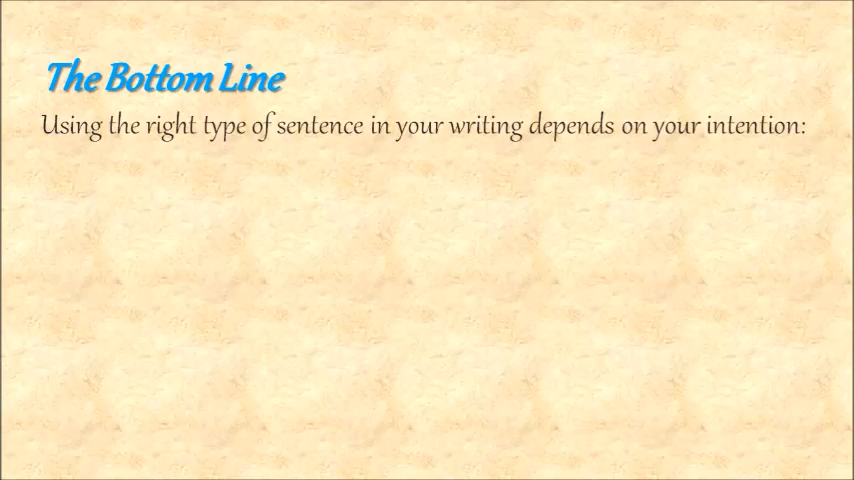 The Bottom Line
Using the right type of sentence in your writing depends on your intention: